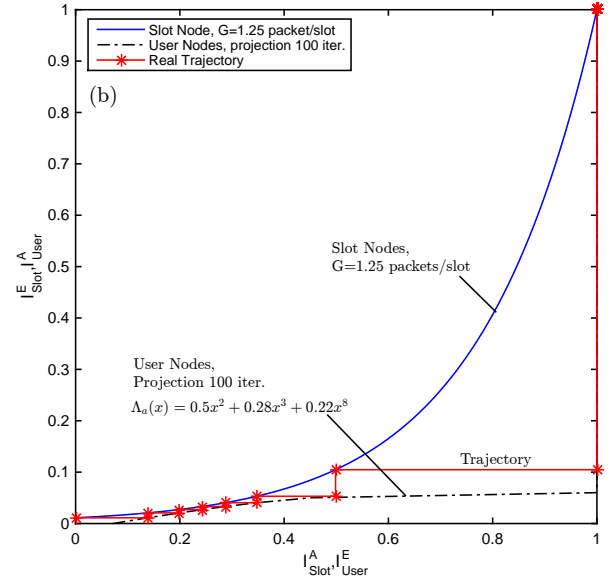 Slot Node, G=1.25 packet/slot
User Nodes, projection 100 iter.
Real Trajectory
(b)
Slot Nodes,
G=1.25 packets/slot
User Nodes,
Projection 100 iter.
Λ_a(x) = 0.5x^2 + 0.28x^3 + 0.22x^8
Trajectory
1
0.9
0.8
0.7
0.6
0.5
0.4
0.3
0.2
0.1
0
I^E_Slot,I^A_User
0
0.2
0.4
0.6
0.8
1
I^A_Slot,I^E_User